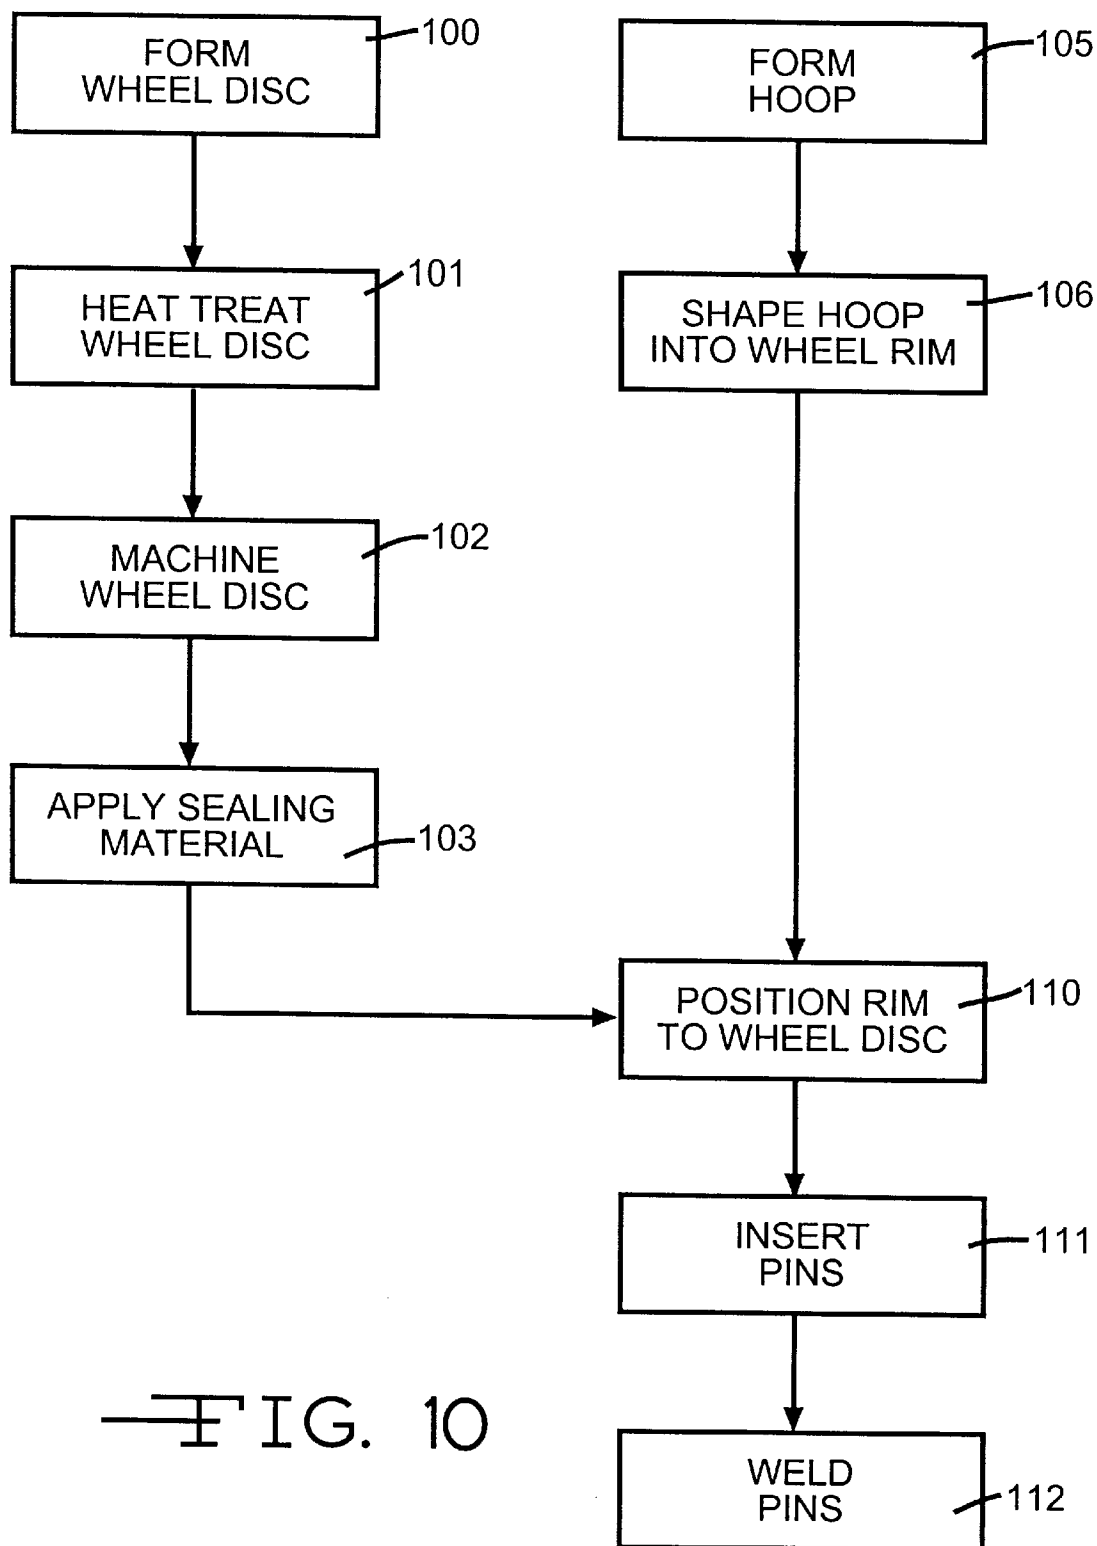 FORM
WHEEL DISC
100
HEAT TREAT
WHEEL DISC
101
MACHINE
WHEEL DISC
102
APPLY SEALING
MATERIAL
103
FORM
HOOP
105
SHAPE HOOP
INTO WHEEL RIM
106
POSITION RIM
TO WHEEL DISC
110
INSERT
PINS
111
WELD
PINS
112
FIG. 10